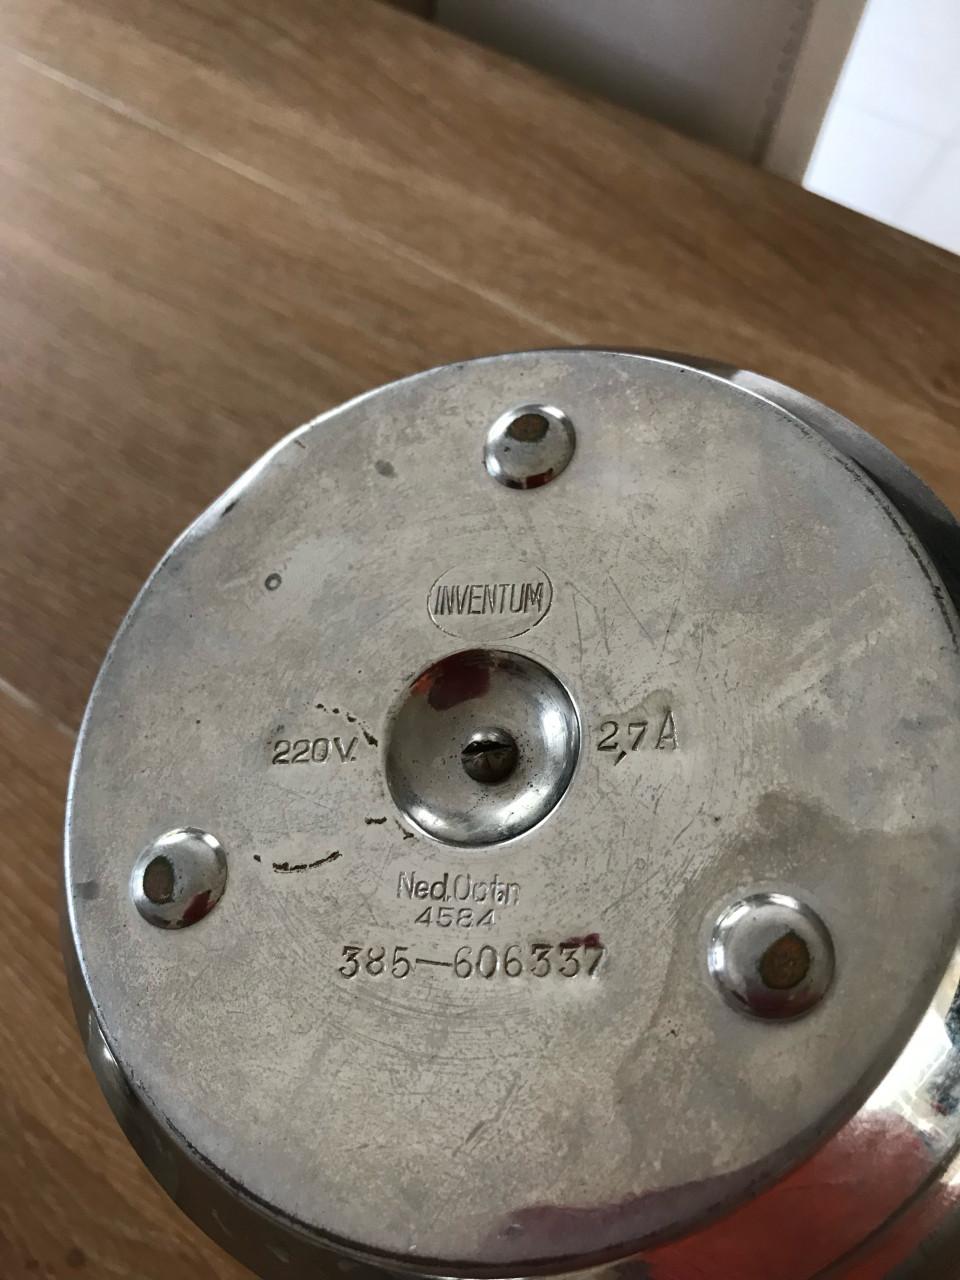 INVENTUM
220V. 2,7A
Ned. Octr.
4584
385-606337